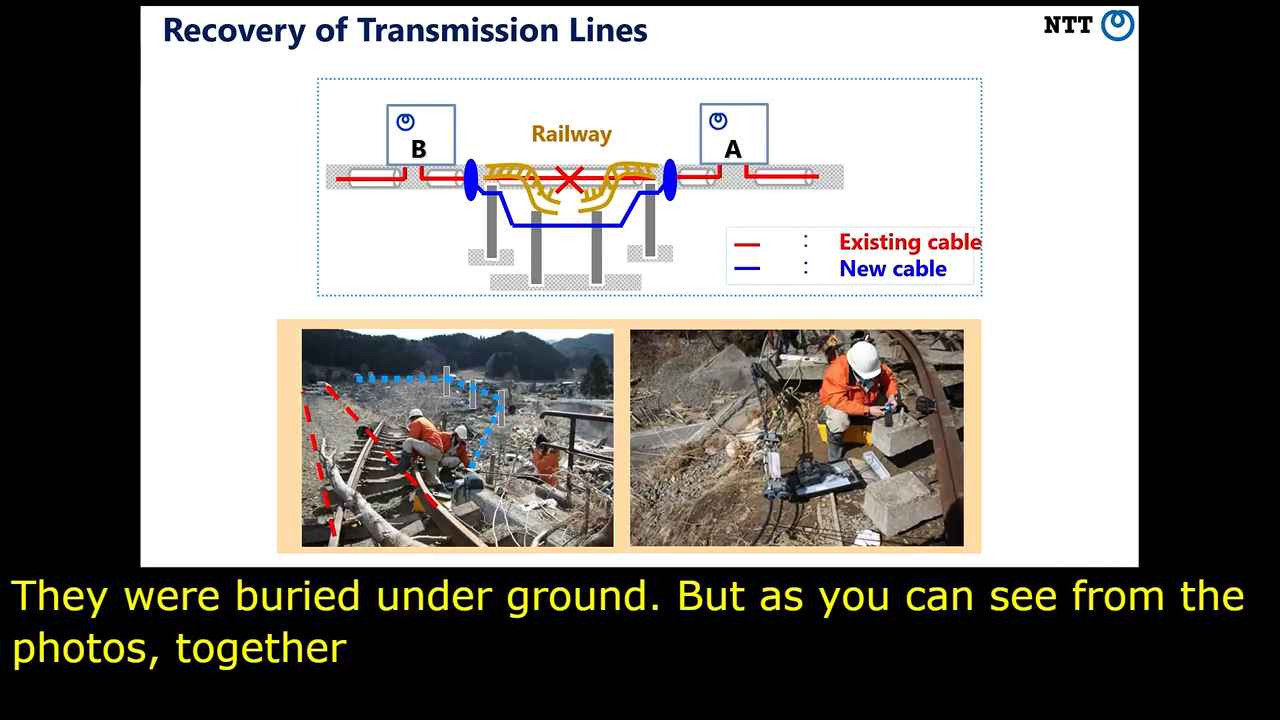 Recovery of Transmission Lines
NTT
B
Railway
A
: Existing cable
: New cable
They were buried under ground. But as you can see from the
photos, together